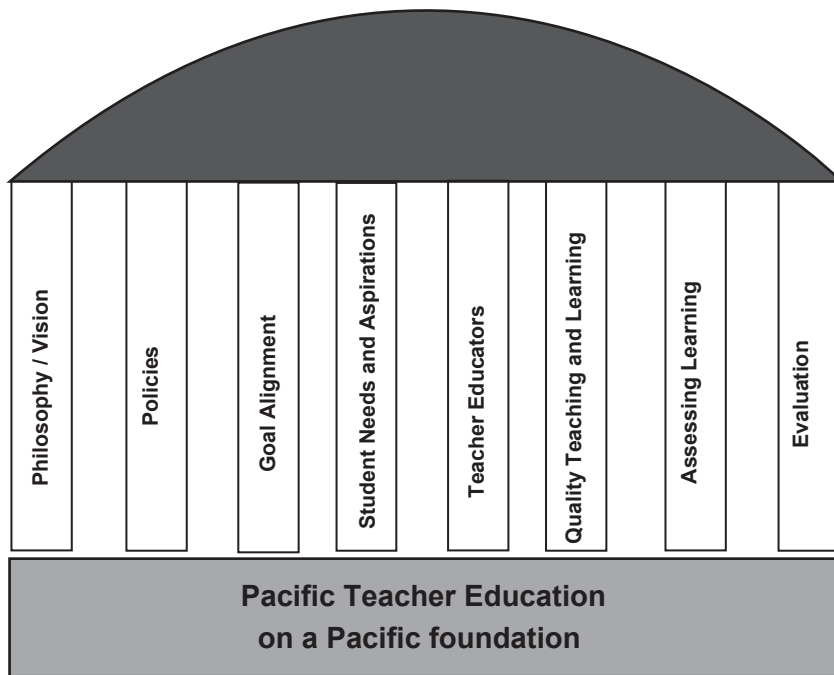 Philosophy / Vision
Policies
Goal Alignment
Student Needs and Aspirations
Teacher Educators
Quality Teaching and Learning
Assessing Learning
Evaluation
Pacific Teacher Education
on a Pacific foundation